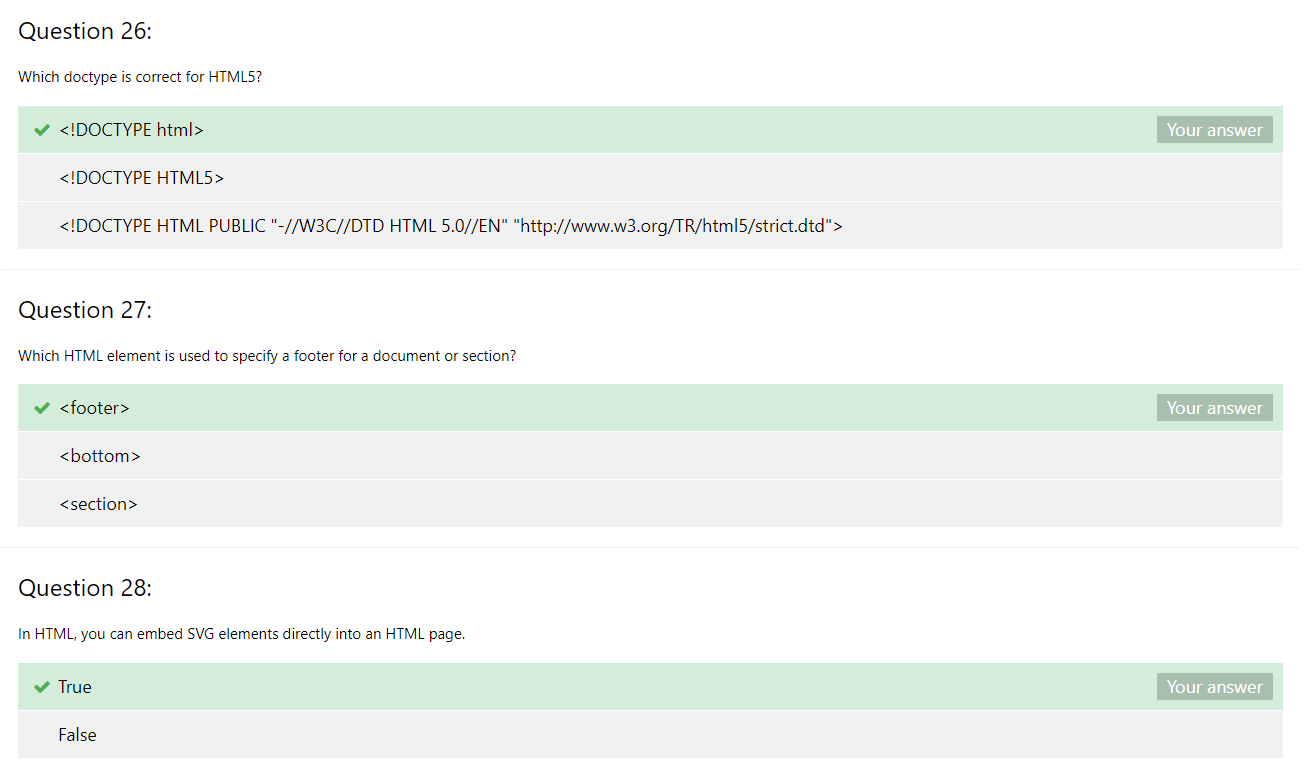 Question 26:
Which doctype is correct for HTML5?
<!DOCTYPE html> Your answer
<!DOCTYPE HTML5>
<!DOCTYPE HTML PUBLIC "-//W3C//DTD HTML 5.0//EN" "http://www.w3.org/TR/html5/strict.dtd">
Question 27:
Which HTML element is used to specify a footer for a document or section?
<footer> Your answer
<bottom>
<section>
Question 28:
In HTML, you can embed SVG elements directly into an HTML page.
True Your answer
False